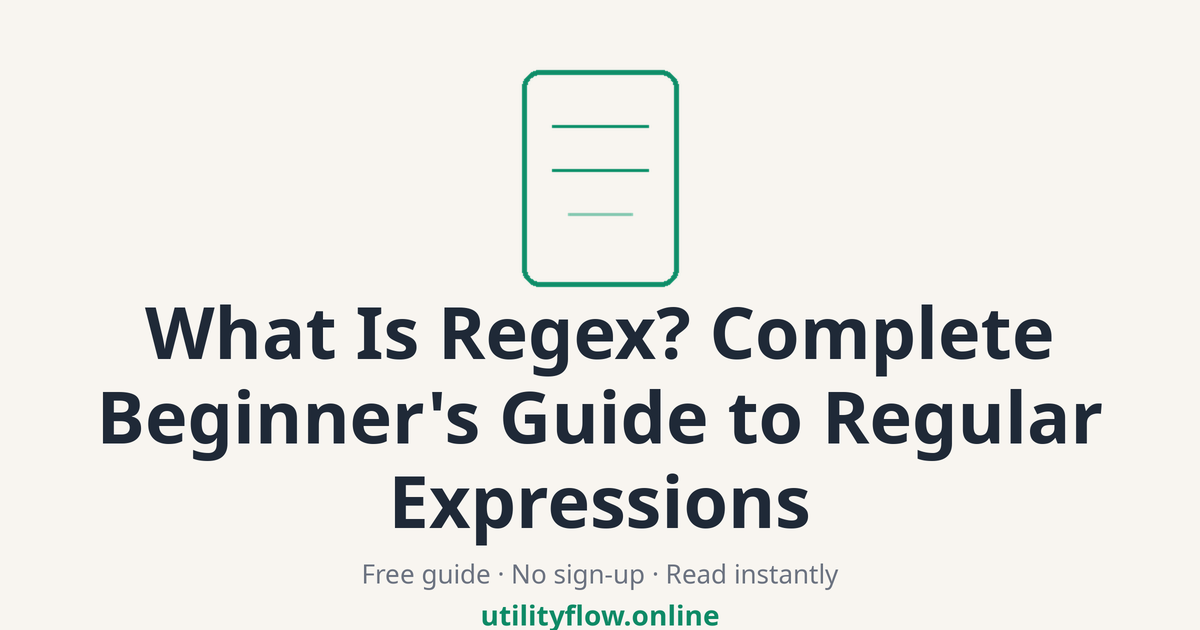 What Is Regex? Complete
Beginner's Guide to Regular
Expressions
Free guide · No sign-up · Read instantly
utilityflow.online